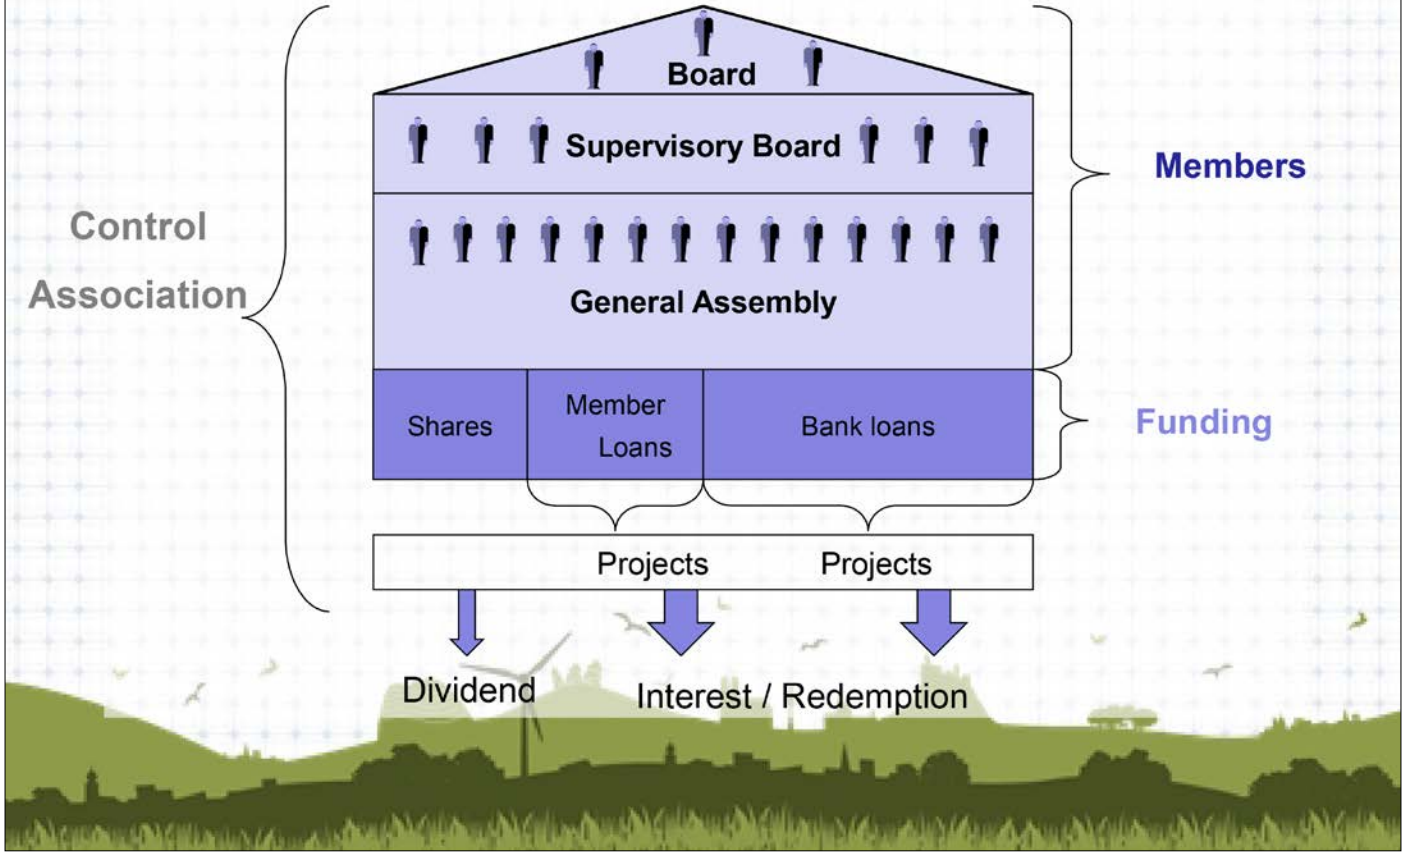 Board
Supervisory Board
Members
Control
Association
General Assembly
Shares
Member
Loans
Bank loans
Funding
Projects
Projects
Dividend
Interest / Redemption